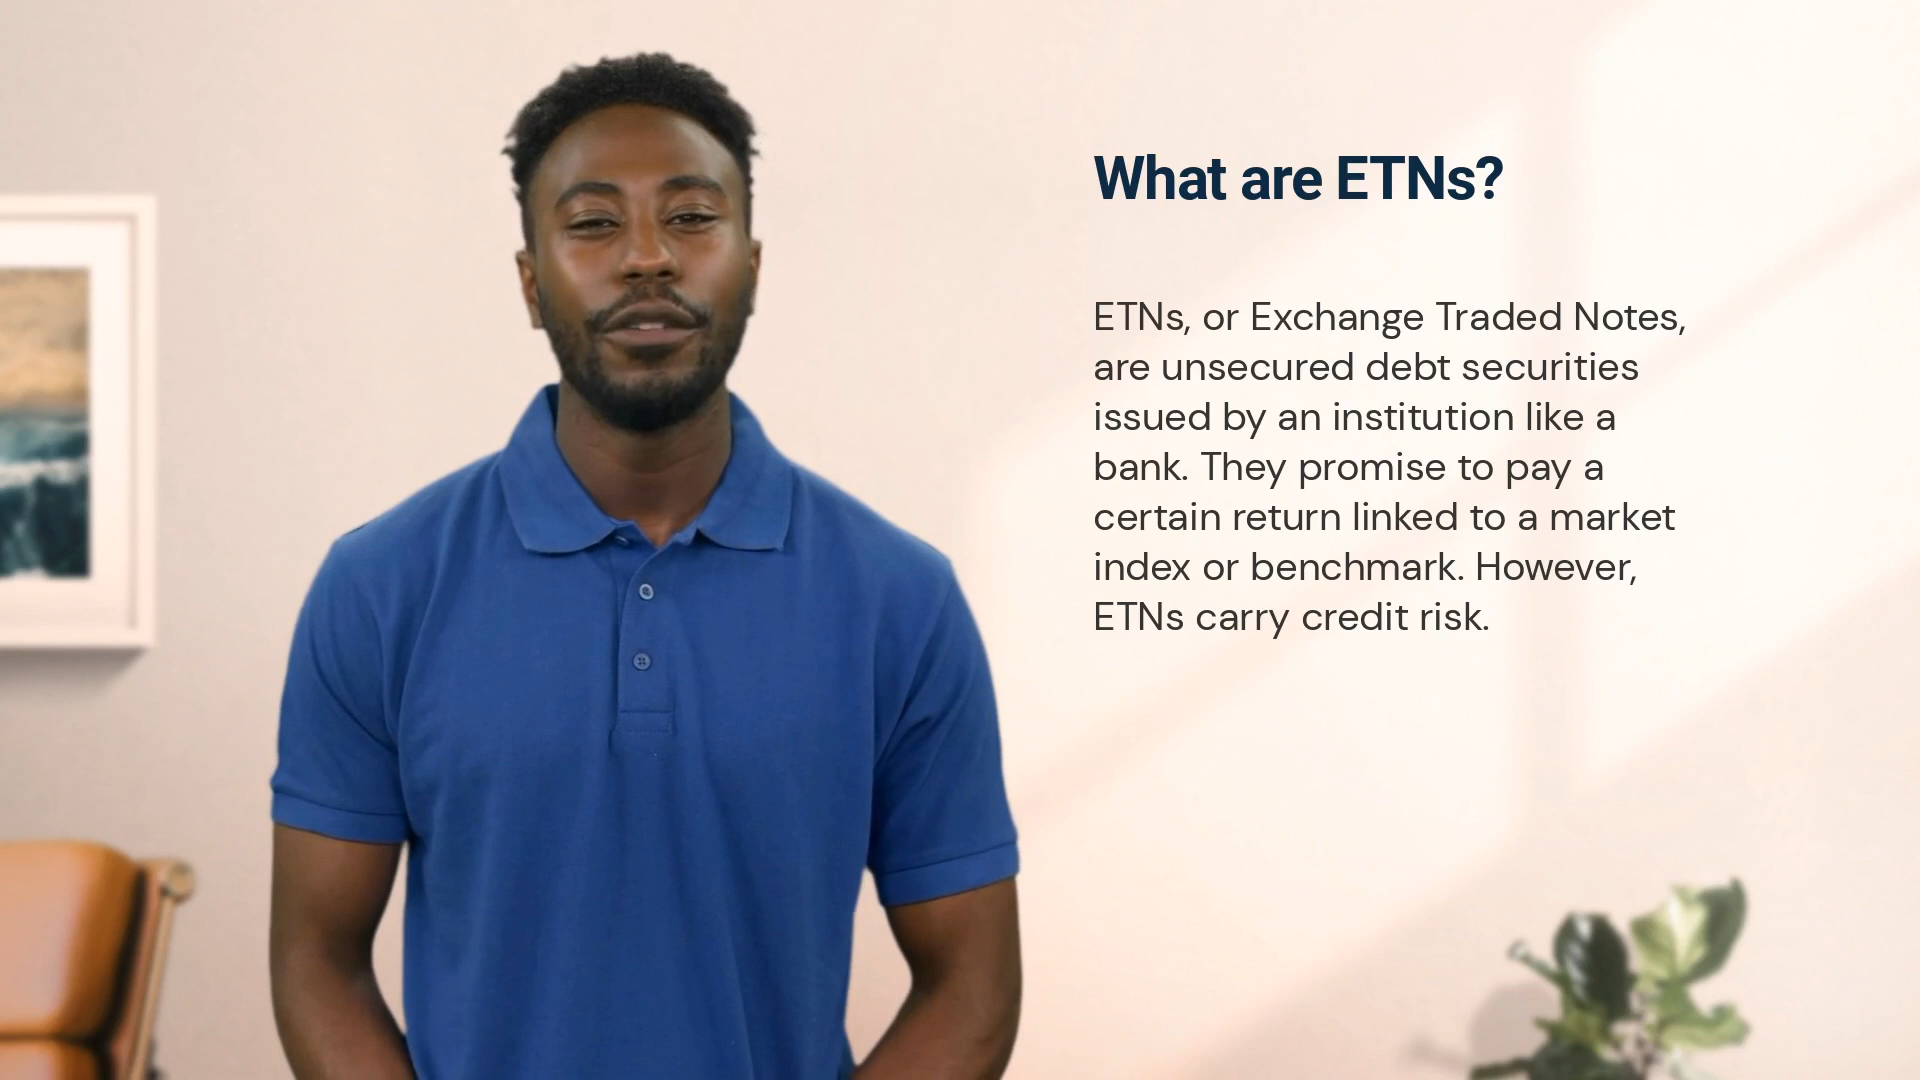 What are ETNs?
ETNs, or Exchange Traded Notes,
are unsecured debt securities
issued by an institution like a
bank. They promise to pay a
certain return linked to a market
index or benchmark. However,
ETNs carry credit risk.